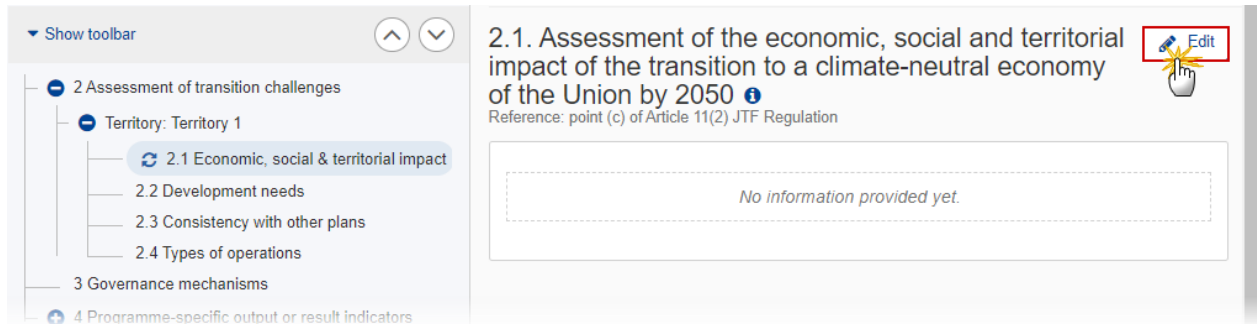 Show toolbar
2 Assessment of transition challenges
Territory: Territory 1
2.1 Economic, social & territorial impact
2.2 Development needs
2.3 Consistency with other plans
2.4 Types of operations
3 Governance mechanisms
4 Programme-specific output or result indicators
2.1. Assessment of the economic, social and territorial
impact of the transition to a climate-neutral economy
of the Union by 2050
Edit
Reference: point (c) of Article 11(2) JTF Regulation
No information provided yet.